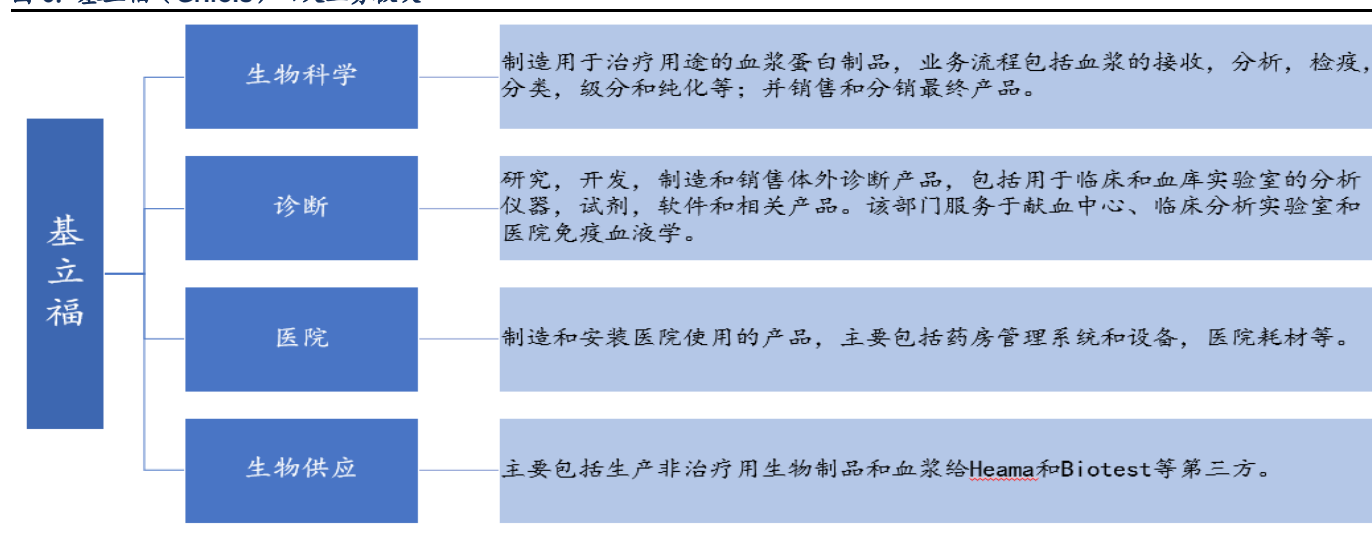 生物科学
制造用于治疗用途的血浆蛋白制品，业务流程包括血浆的接收，分析，检疫，
分类，级分和纯化等；并销售和分销最终产品。
基立福
诊断
研究，开发，制造和销售体外诊断产品，包括用于临床和血库实验室的分析
仪器，试剂，软件和相关产品。该部门服务于献血中心、临床分析实验室和
医院免疫血液学。
医院
制造和安装医院使用的产品，主要包括药房管理系统和设备，医院耗材等。
生物供应
主要包括生产非治疗用生物制品和血浆给Heama和Biotest等第三方。